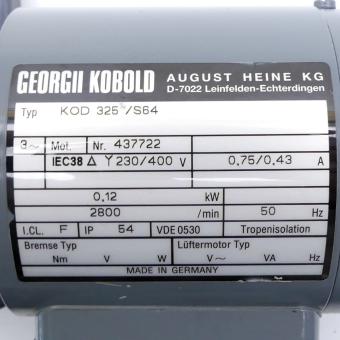 GEORGII KOBOLD AUGUST HEINE KG
D-7022 Leinfelden-Echterdingen
Typ KOD 325 /S64
3~ Mot. Nr. 437722
IEC38 Δ Y 230/400 V 0,75/0,43 A
0,12 kW
2800 /min 50 Hz
I.CL. F IP 54 VDE 0530 Tropenisolation
Bremse Typ Lüftermotor Typ
Nm V W V~ VA Hz
MADE IN GERMANY